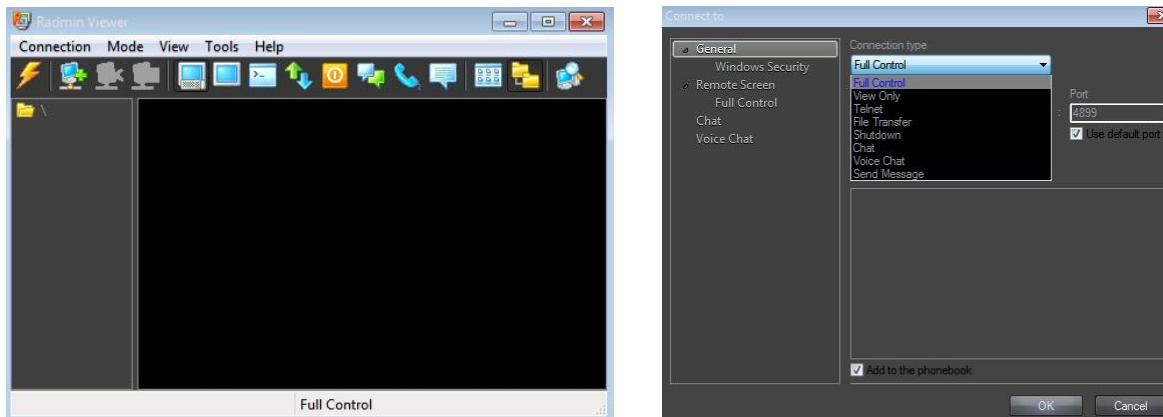 Radmin Viewer
Connection Mode View Tools Help
\
Full Control
Connect to
General
Windows Security
Remote Screen
Full Control
Chat
Voice Chat
Connection type
Full Control
Full Control
View Only
Telnet
File Transfer
Shutdown
Chat
Voice Chat
Send Message
Port
: 4899
Use default port
Add to the phonebook
OK Cancel